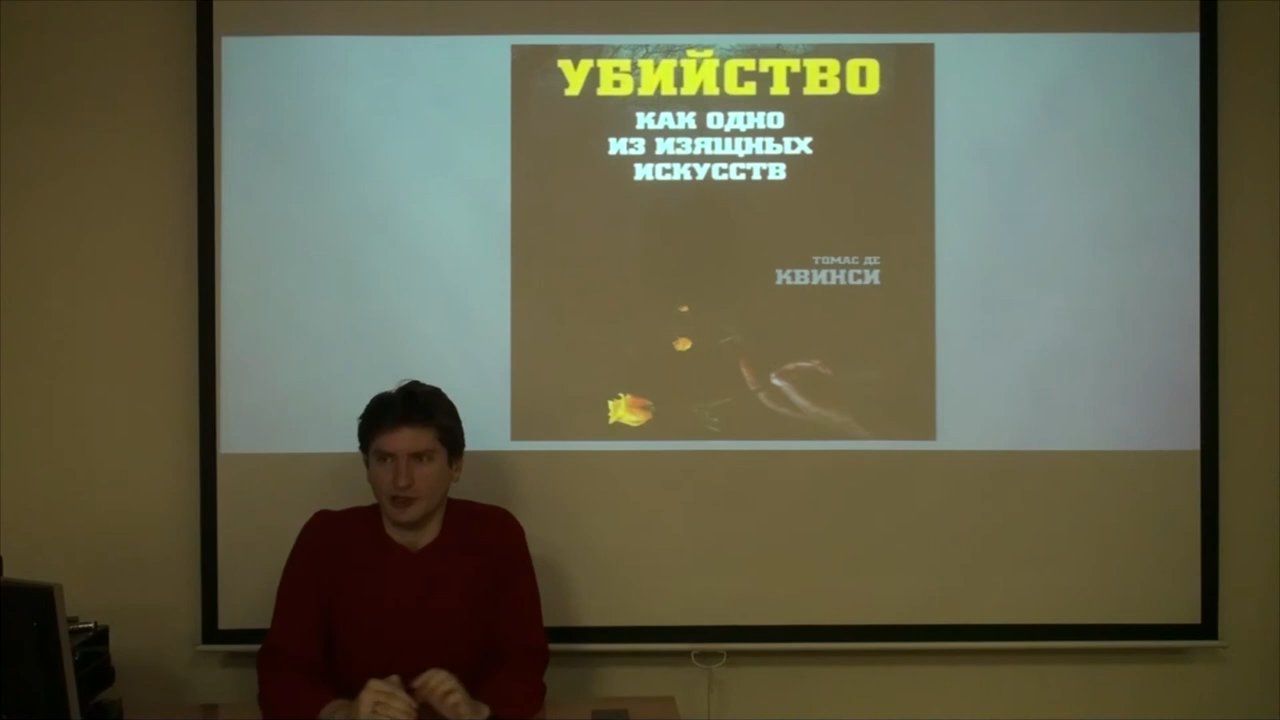 УБИЙСТВО
КАК ОДНО
ИЗ ИЗЯЩНЫХ
ИСКУССТВ
ТОМАС ДЕ
КВИНСИ